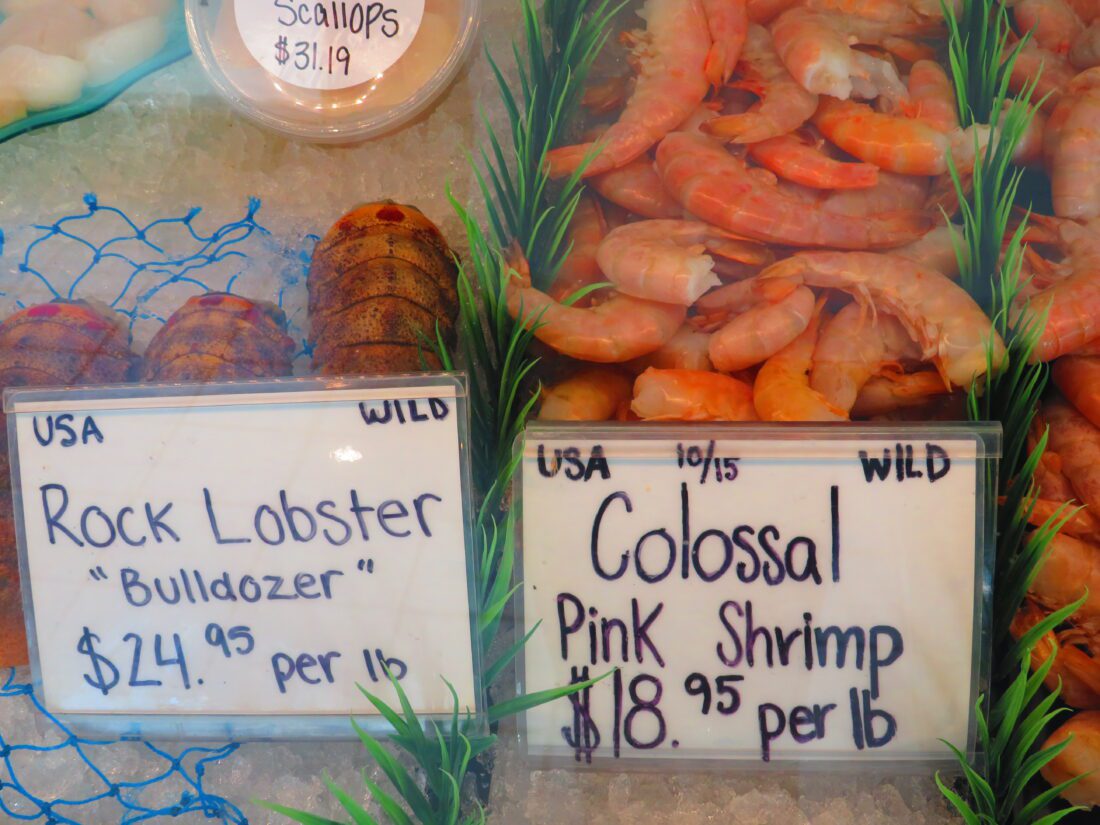 Scallops
$31.19
USA WILD
Rock Lobster
"Bulldozer"
$24.95 per lb
USA 10/15 WILD
Colossal
Pink Shrimp
$18.95 per lb